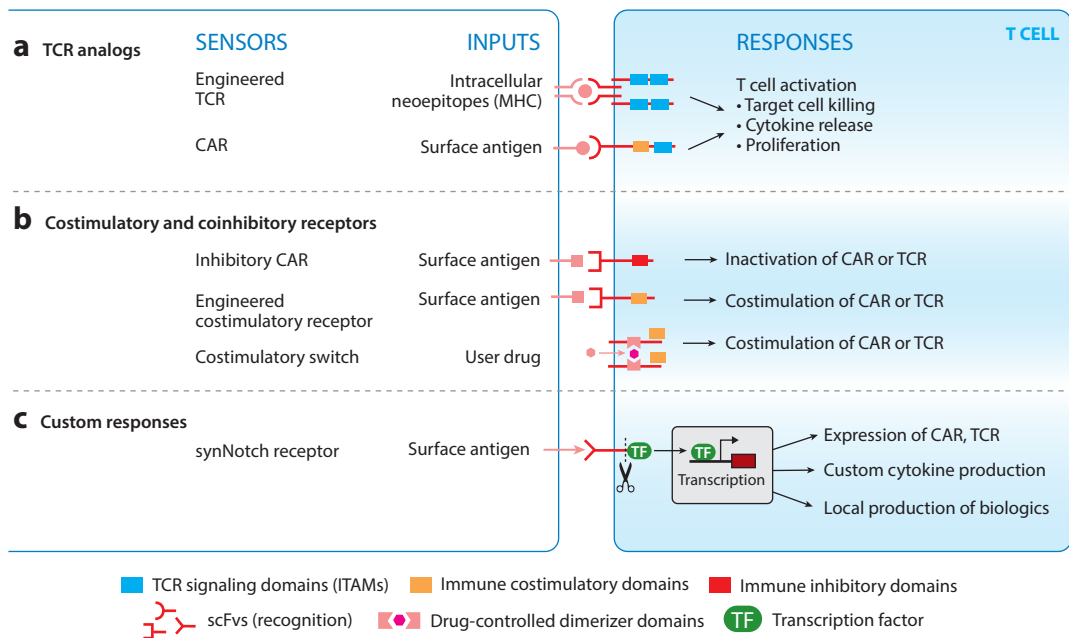 SENSORS INPUTS RESPONSES T CELL
a TCR analogs
Engineered
TCR
Intracellular
neoepitopes (MHC)
CAR
Surface antigen
T cell activation
• Target cell killing
• Cytokine release
• Proliferation
b Costimulatory and coinhibitory receptors
Inhibitory CAR Surface antigen Inactivation of CAR or TCR
Engineered
costimulatory receptor
Surface antigen Costimulation of CAR or TCR
Costimulatory switch User drug Costimulation of CAR or TCR
c Custom responses
synNotch receptor Surface antigen
TF
TF
Transcription
Expression of CAR, TCR
Custom cytokine production
Local production of biologics
TCR signaling domains (ITAMs) Immune costimulatory domains Immune inhibitory domains
scFvs (recognition) Drug-controlled dimerizer domains TF Transcription factor